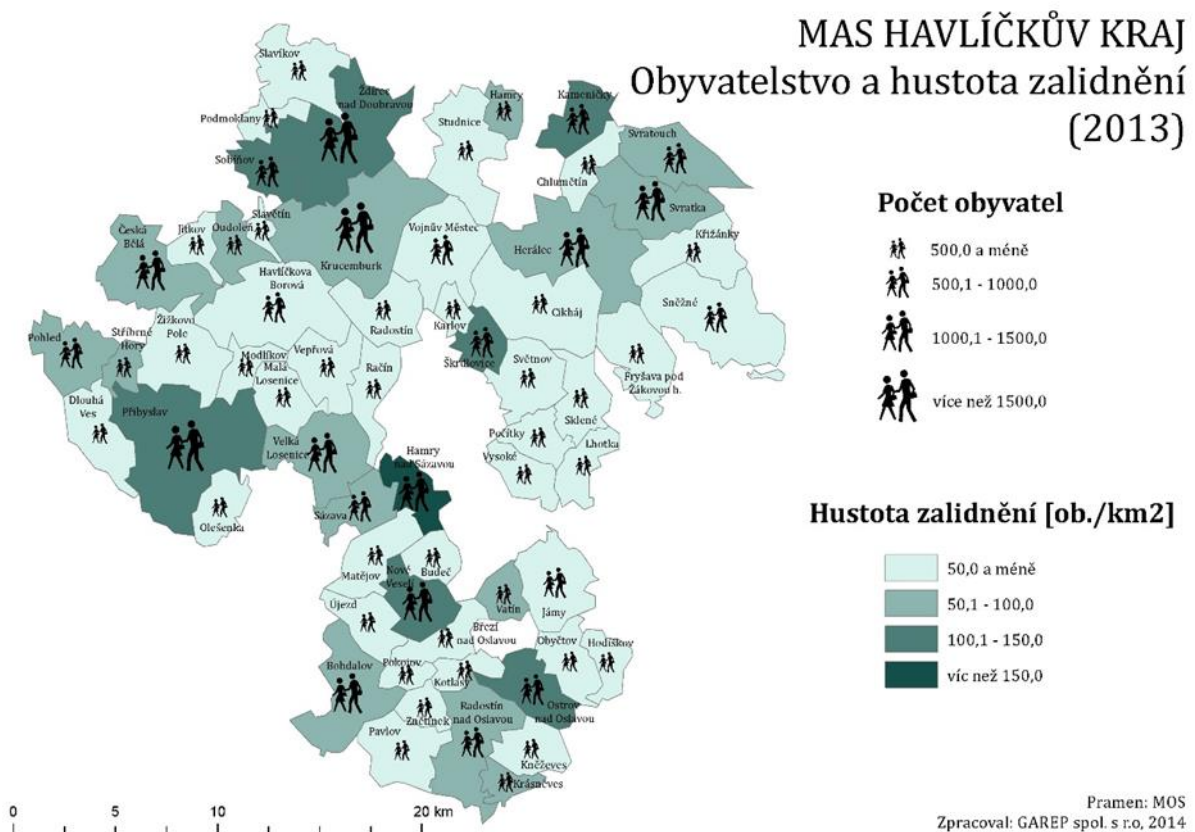 MAS HAVLÍČKŮV KRAJ
Obyvatelstvo a hustota zalidnění
(2013)
Počet obyvatel
500,0 a méně
500,1 - 1000,0
1000,1 - 1500,0
více než 1500,0
Hustota zalidnění [ob./km2]
50,0 a méně
50,1 - 100,0
100,1 - 150,0
víc než 150,0
Slavíkov
Ždírec
nad Doubravou
Podmoklany
Sobíňov
Studnice
Hamry
Kameničky
Svratouch
Chlumětín
Svratka
Křižánky
Česká
Bělá
Jitkov
Oudoleň
Slavětín
Krucemburk
Vojnův Městec
Herálec
Sněžné
Havlíčkova
Borová
Radostín
Karlov
Cikháj
Škrdlovice
Pohled
Stříbrné
Hory
Žižkovo
Pole
Modlíkov
Vepřová
Malá
Losenice
Račín
Světnov
Fryšava pod
Žákovou h.
Dlouhá
Ves
Přibyslav
Sklené
Počítky
Lhotka
Vysoké
Velká
Losenice
Hamry
nad Sázavou
Olešenka
Sázava
Matějov
Nové
Veselí
Budeč
Újezd
Vatín
Jámy
Březí
nad Oslavou
Obyčtov
Hodíškov
Bohdalov
Pokojov
Kotlasy
Radostín
nad Oslavou
Ostrov
nad Oslavou
Znětínek
Pavlov
Kněževes
Krásněves
0 5 10 20 km
Pramen: MOS
Zpracoval: GAREP spol. s r.o, 2014